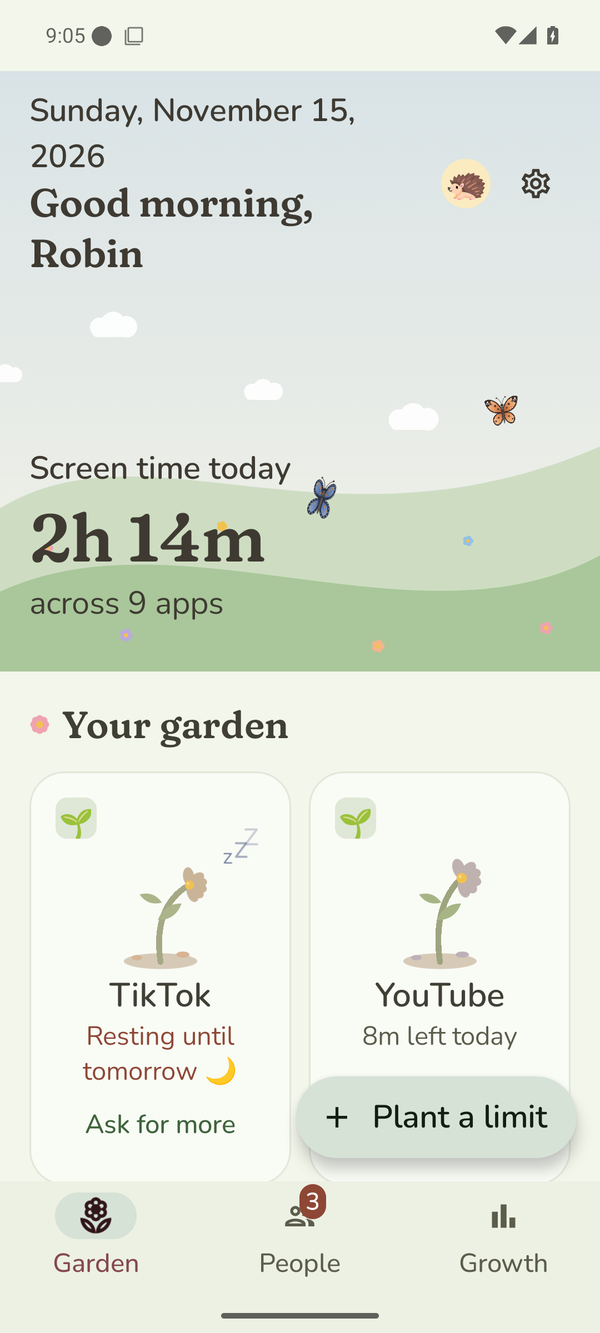 9:05
Sunday, November 15,
2026
Good morning,
Robin
Screen time today
2h 14m
across 9 apps
Your garden
z z z
TikTok
Resting until
tomorrow 🌙
Ask for more
YouTube
8m left today
+ Plant a limit
3
Garden
People
Growth